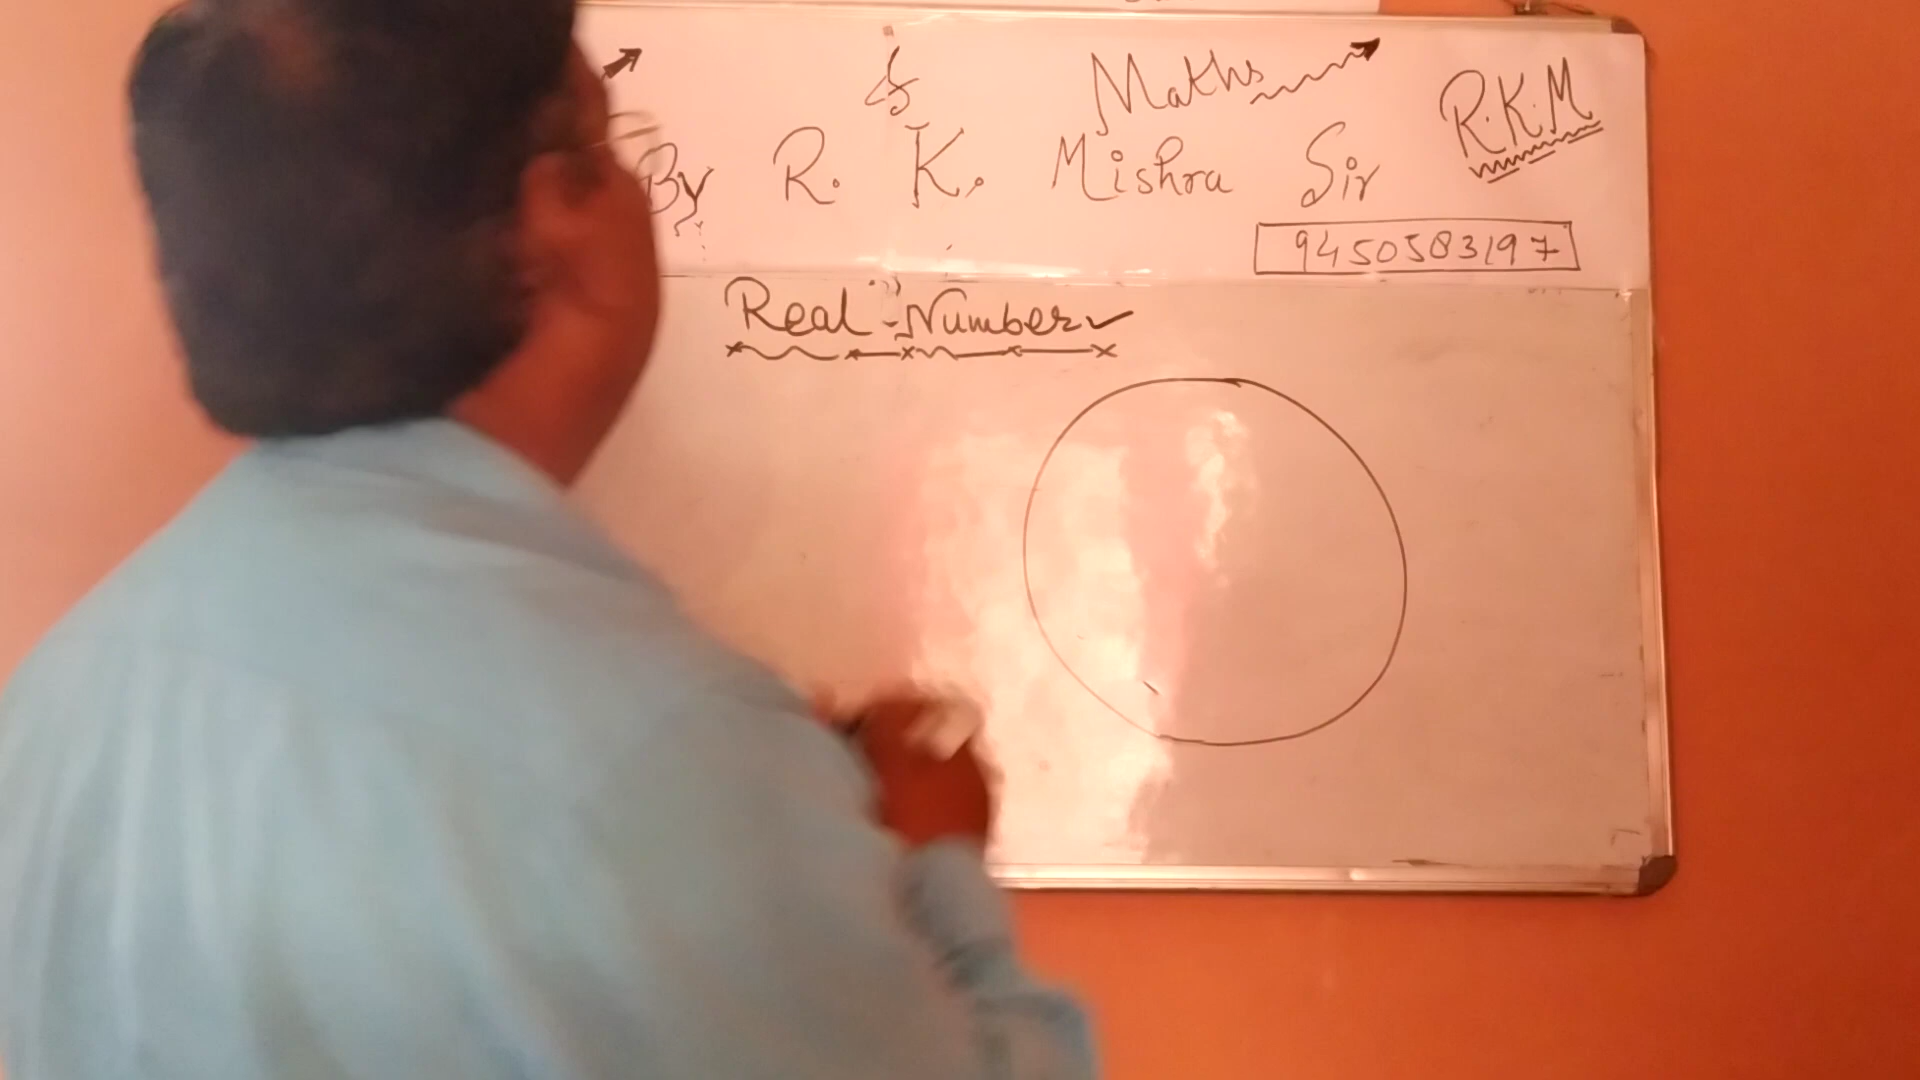 के Maths
R.K.M
By R. K. Mishra Sir
9450583197
Real Number